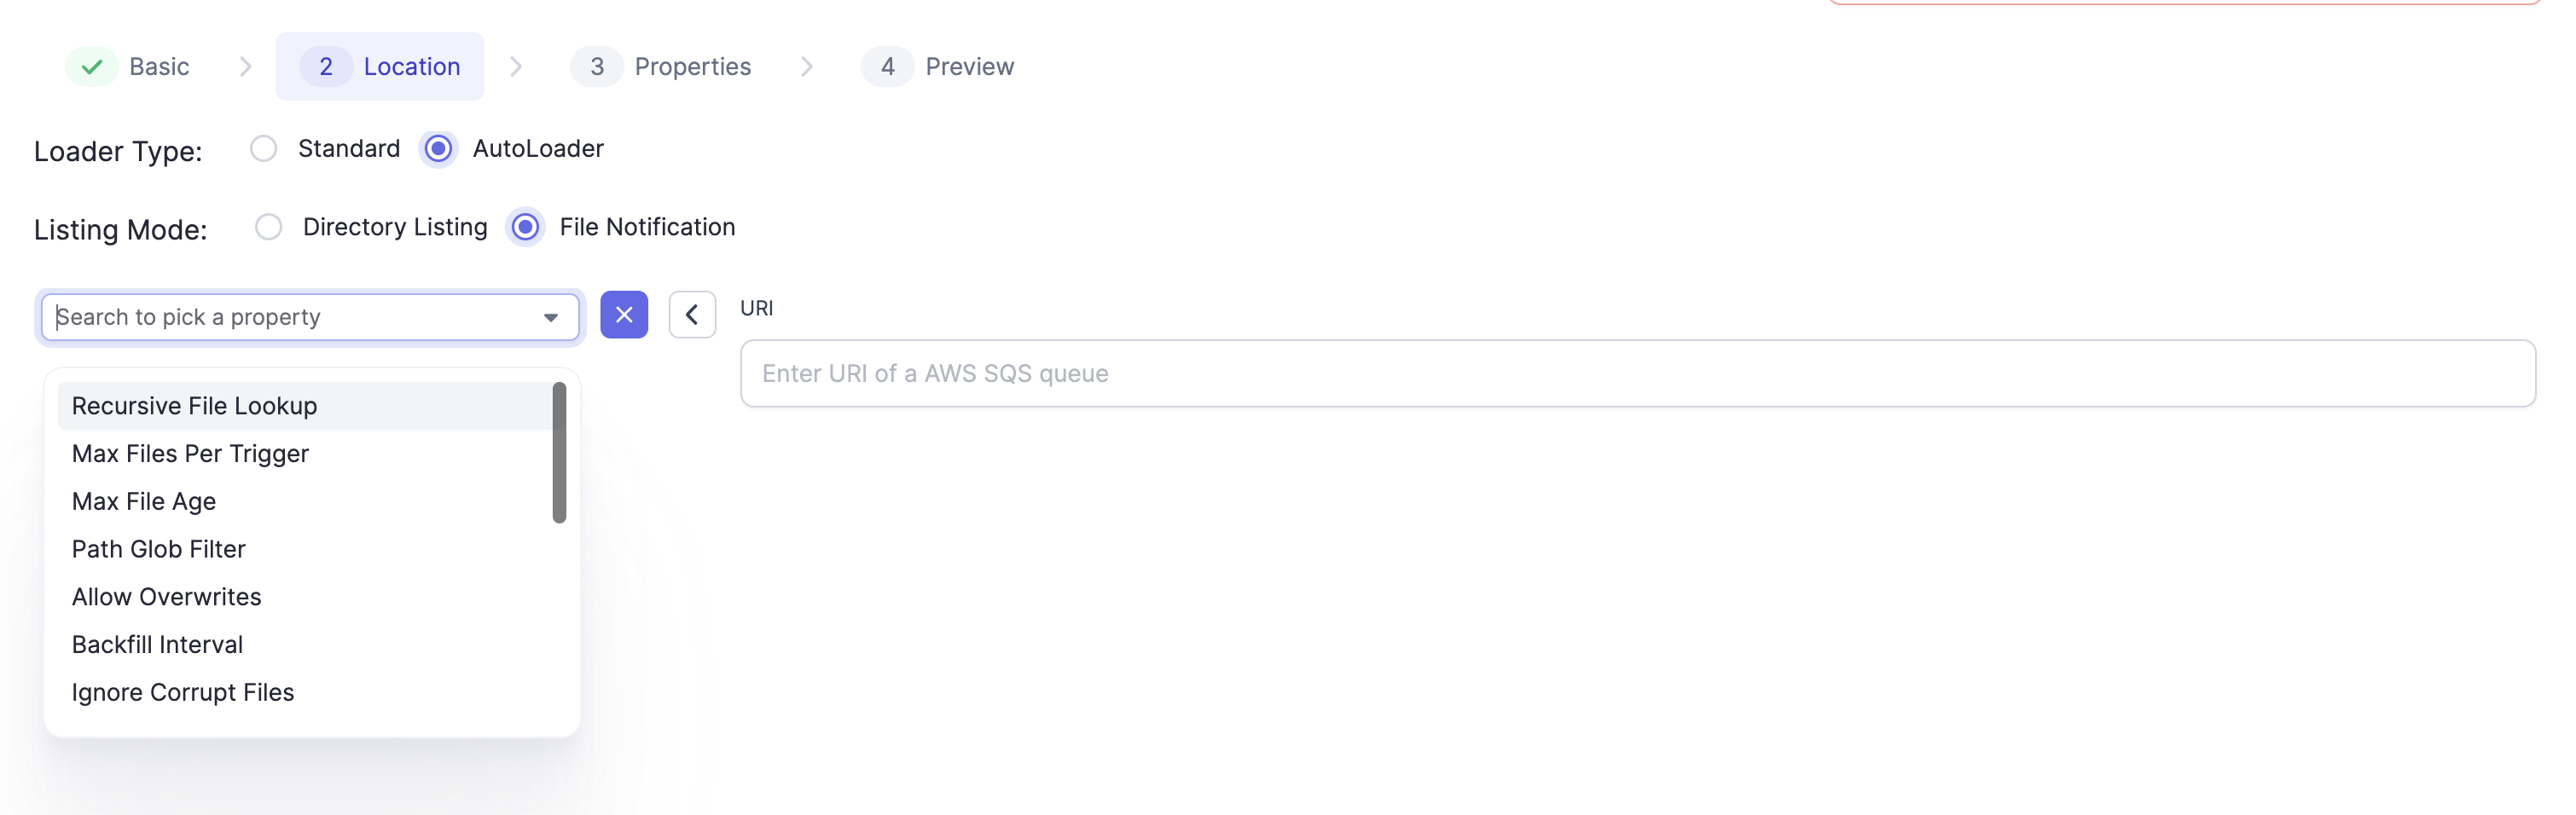 Basic
2 Location
3 Properties
4 Preview
Loader Type: Standard AutoLoader
Listing Mode: Directory Listing File Notification
Search to pick a property
URI
Enter URI of a AWS SQS queue
Recursive File Lookup
Max Files Per Trigger
Max File Age
Path Glob Filter
Allow Overwrites
Backfill Interval
Ignore Corrupt Files